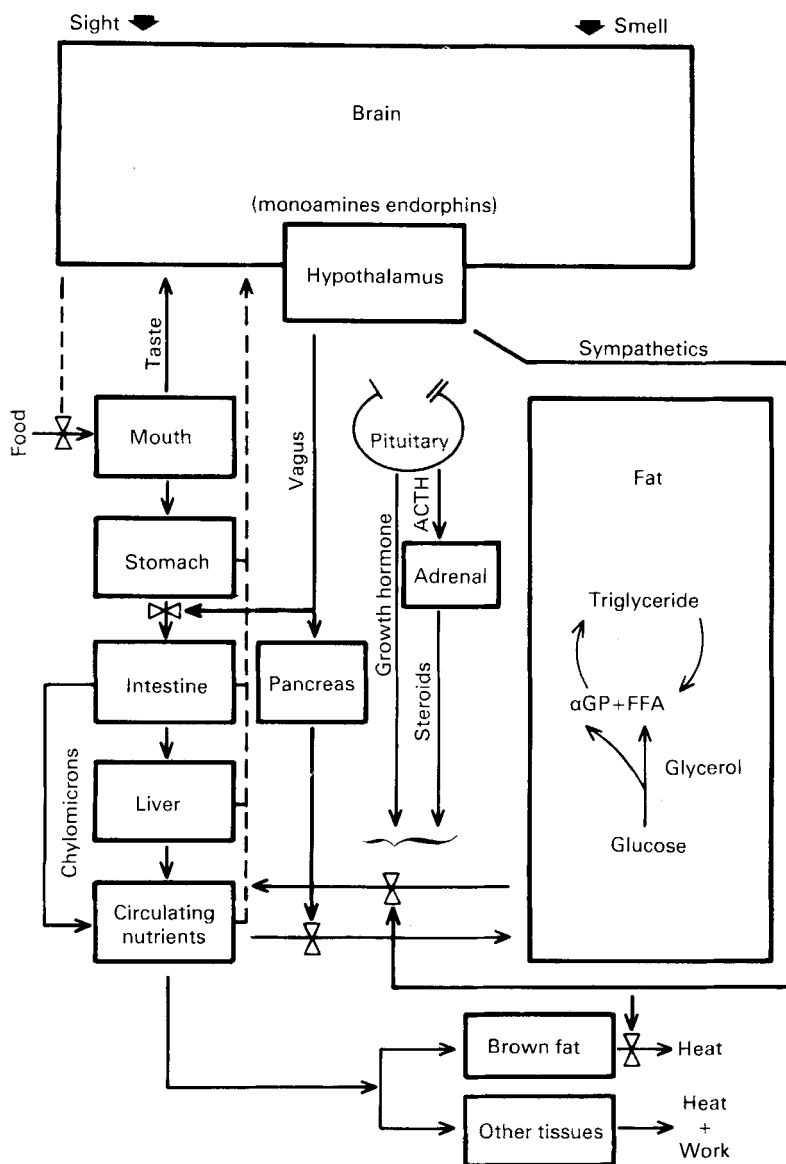 Sight
Smell
Brain
(monoamines endorphins)
Hypothalamus
Sympathetics
Taste
Food
Mouth
Vagus
Pituitary
Fat
ACTH
Stomach
Growth hormone
Adrenal
Triglyceride
Intestine
Pancreas
Steroids
αGP+FFA
Glycerol
Chylomicrons
Liver
Glucose
Circulating
nutrients
Brown fat
Heat
Other tissues
Heat
+
Work